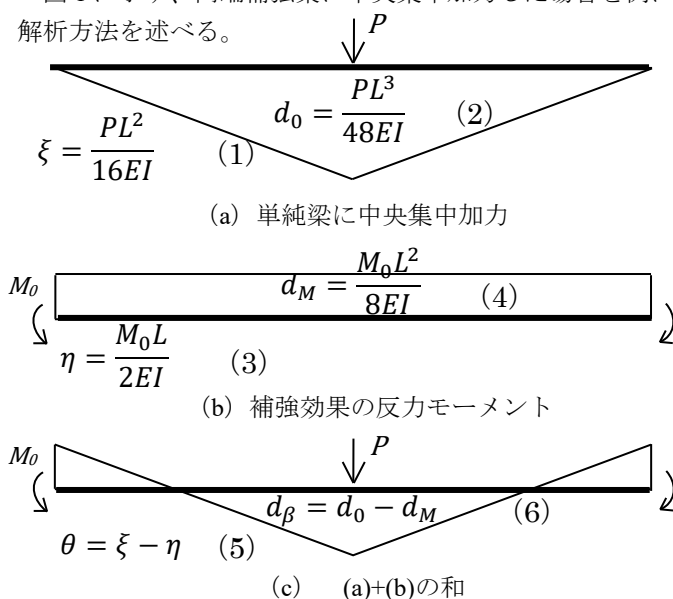 解析方法を述べる。
P
d₀ = PL³/48EI (2)
ξ = PL²/16EI (1)
(a) 単純梁に中央集中加力
M₀
d_M = M₀L²/8EI (4)
η = M₀L/2EI (3)
(b) 補強効果の反力モーメント
P
M₀
d_β = d₀ − d_M (6)
θ = ξ − η (5)
(c) (a)+(b)の和